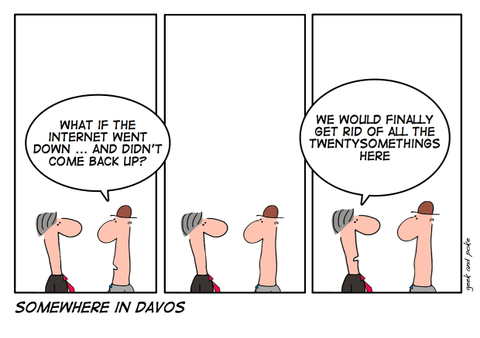 WHAT IF THE
INTERNET WENT
DOWN ... AND DIDN'T
COME BACK UP?
WE WOULD FINALLY
GET RID OF ALL THE
TWENTYSOMETHINGS
HERE
geek and poke
SOMEWHERE IN DAVOS